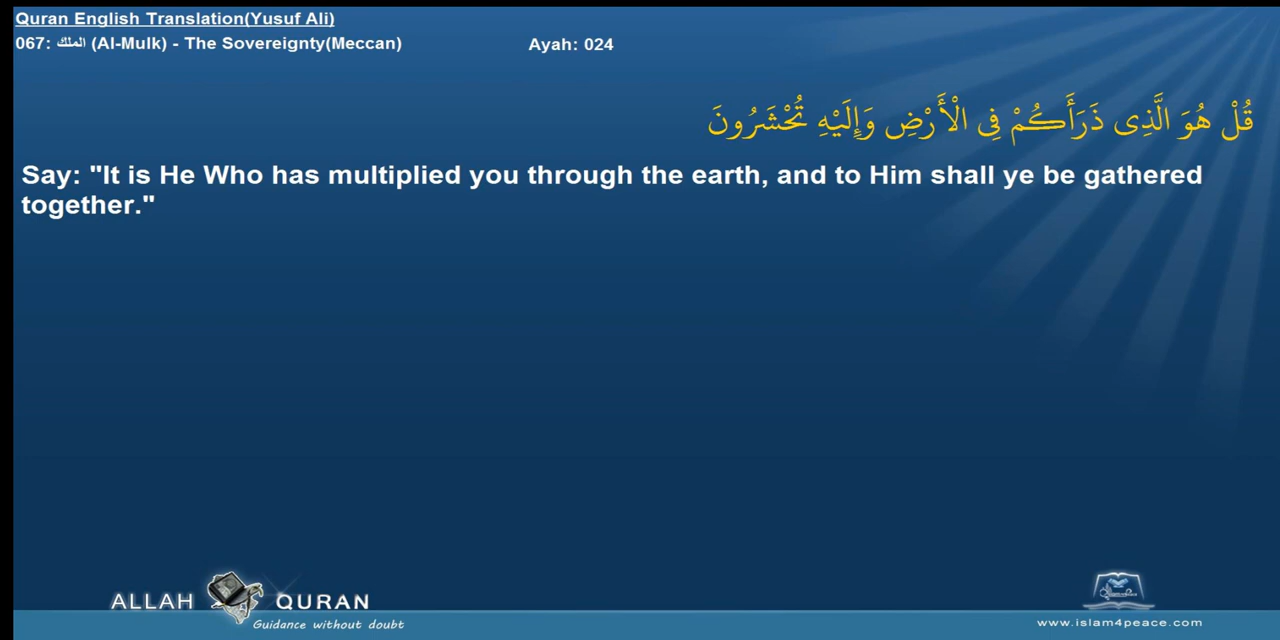 Quran English Translation(Yusuf Ali)
067: الملك (Al-Mulk) - The Sovereignty(Meccan) Ayah: 024
قُلْ هُوَ الَّذِى ذَرَأَكُمْ فِى الْأَرْضِ وَإِلَيْهِ تُحْشَرُونَ
Say: "It is He Who has multiplied you through the earth, and to Him shall ye be gathered
together."
ALLAH QURAN
Guidance without doubt
www.islam4peace.com